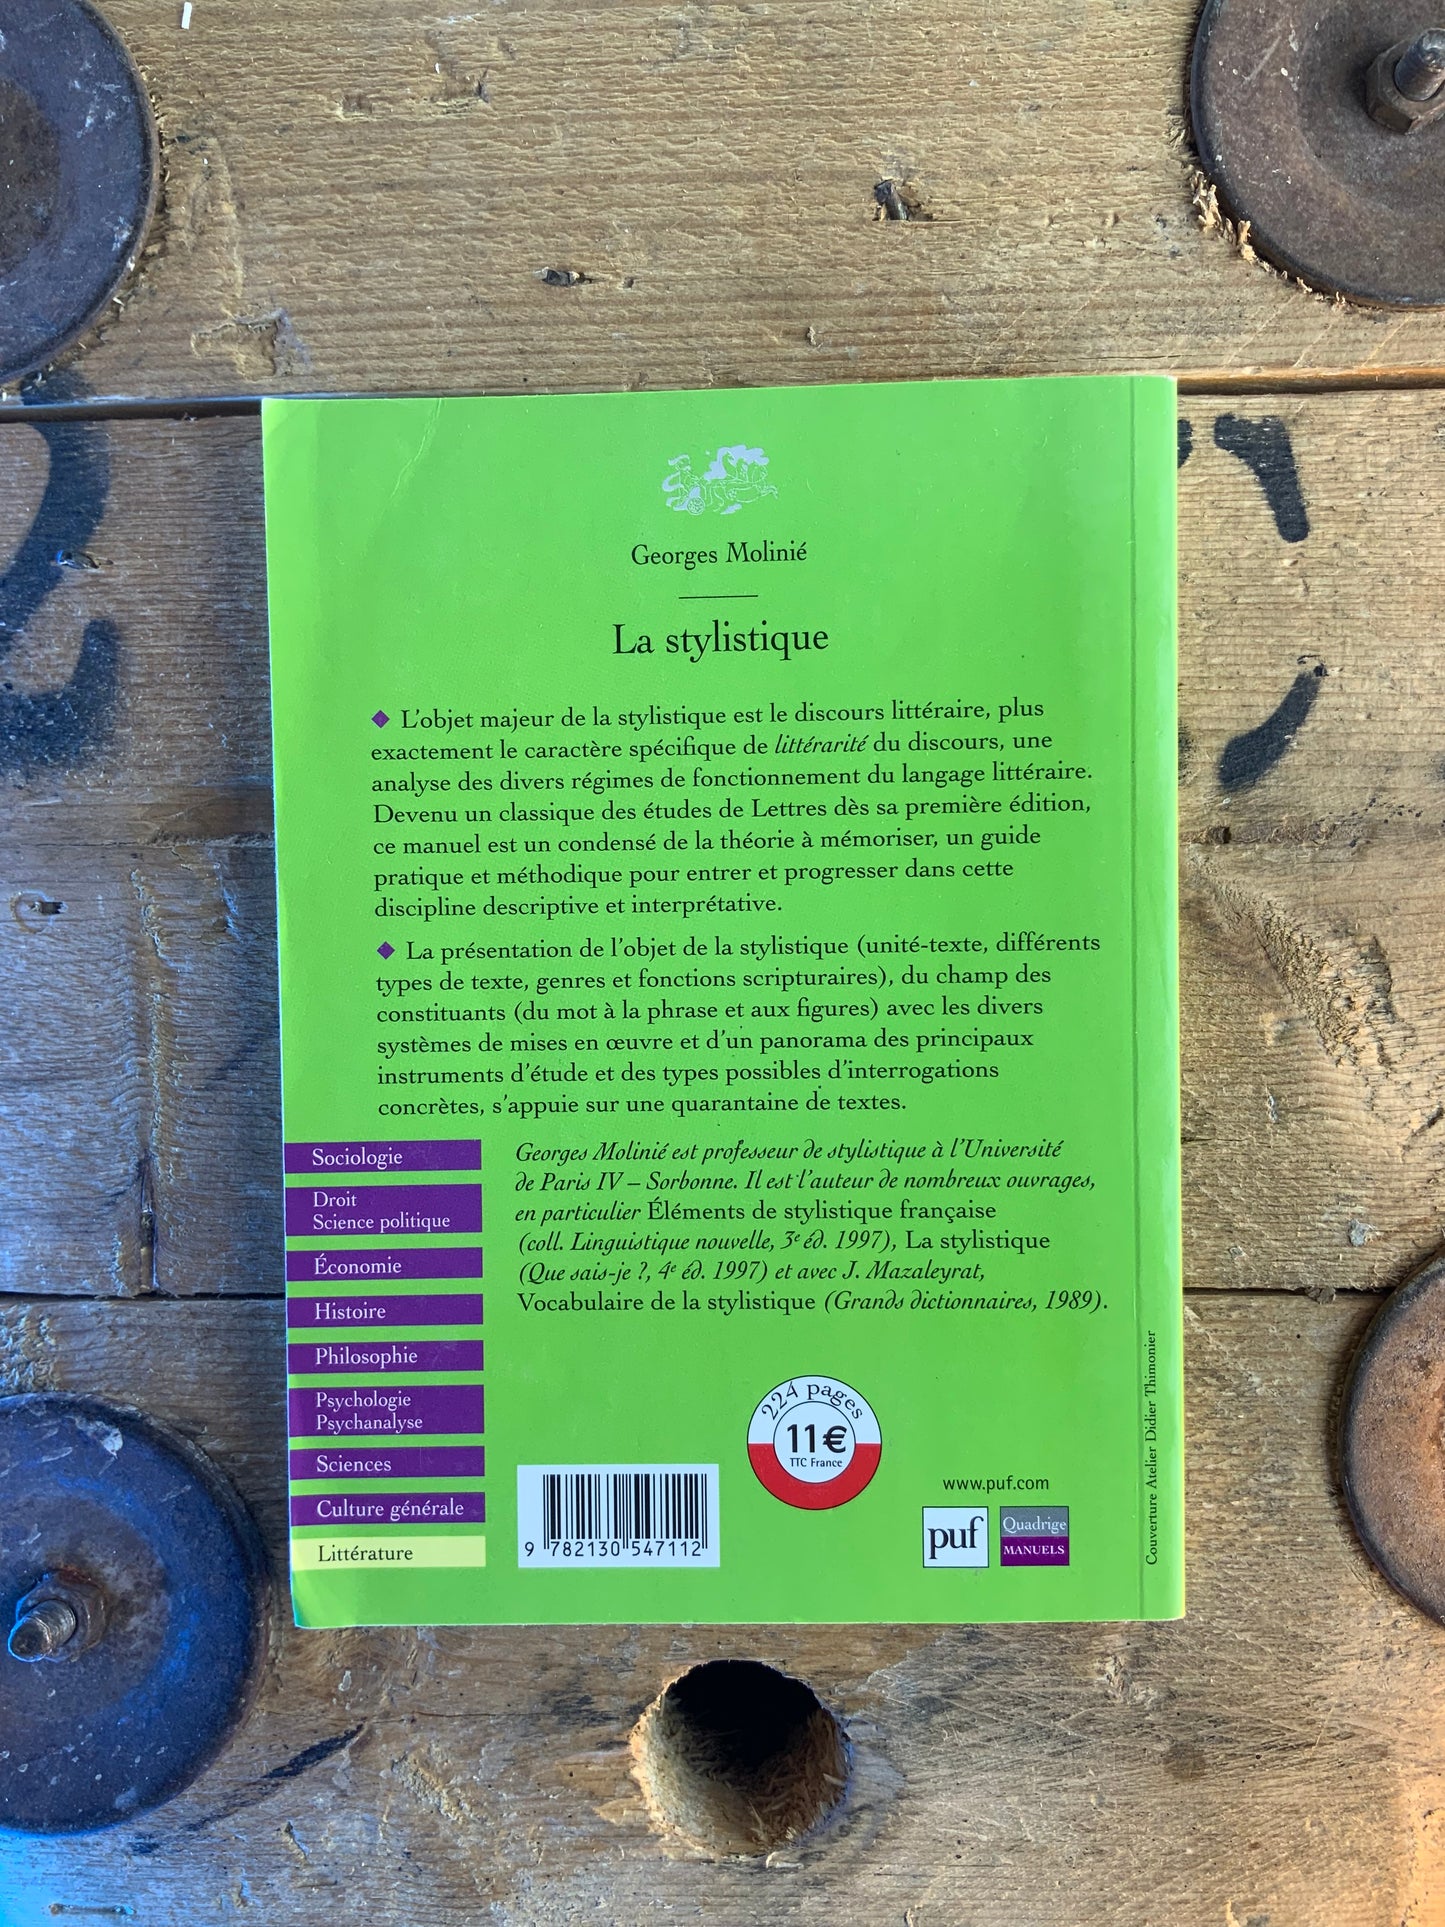 Georges Molinié
La stylistique
◆ L'objet majeur de la stylistique est le discours littéraire, plus
exactement le caractère spécifique de littérarité du discours, une
analyse des divers régimes de fonctionnement du langage littéraire.
Devenu un classique des études de Lettres dès sa première édition,
ce manuel est un condensé de la théorie à mémoriser, un guide
pratique et méthodique pour entrer et progresser dans cette
discipline descriptive et interprétative.
◆ La présentation de l'objet de la stylistique (unité-texte, différents
types de texte, genres et fonctions scripturaires), du champ des
constituants (du mot à la phrase et aux figures) avec les divers
systèmes de mises en œuvre et d'un panorama des principaux
instruments d'étude et des types possibles d'interrogations
concrètes, s'appuie sur une quarantaine de textes.
Georges Molinié est professeur de stylistique à l'Université
de Paris IV – Sorbonne. Il est l'auteur de nombreux ouvrages,
en particulier Éléments de stylistique française
(coll. Linguistique nouvelle, 3e éd. 1997), La stylistique
(Que sais-je ?, 4e éd. 1997) et avec J. Mazaleyrat,
Vocabulaire de la stylistique (Grands dictionnaires, 1989).
Sociologie
Droit
Science politique
Économie
Histoire
Philosophie
Psychologie
Psychanalyse
Sciences
Culture générale
Littérature
9 782130 547112
224 pages
11€
TTC France
www.puf.com
puf
Quadrige
MANUELS
Couverture Atelier Didier Thimonier